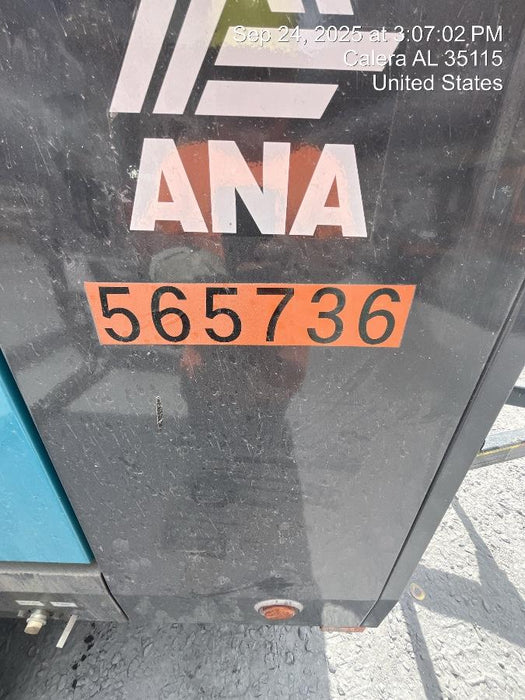 Sep 24, 2025 at 3:07:02 PM
Calera AL 35115
United States
ANA
565736